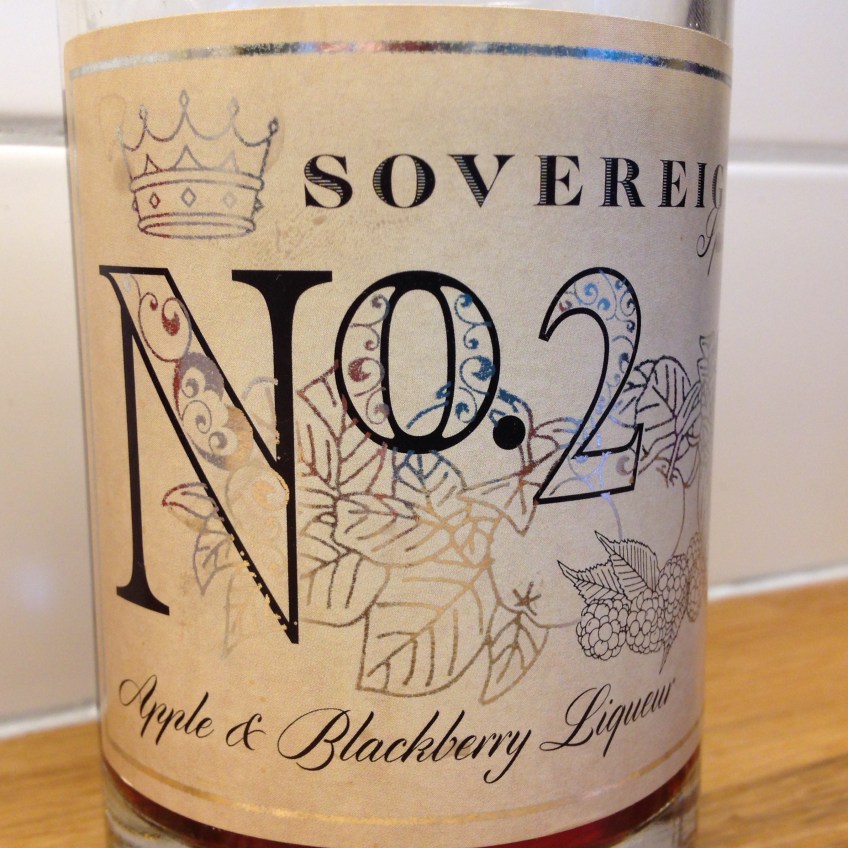 SOVEREIG
No.2
Apple & Blackberry Liqueur